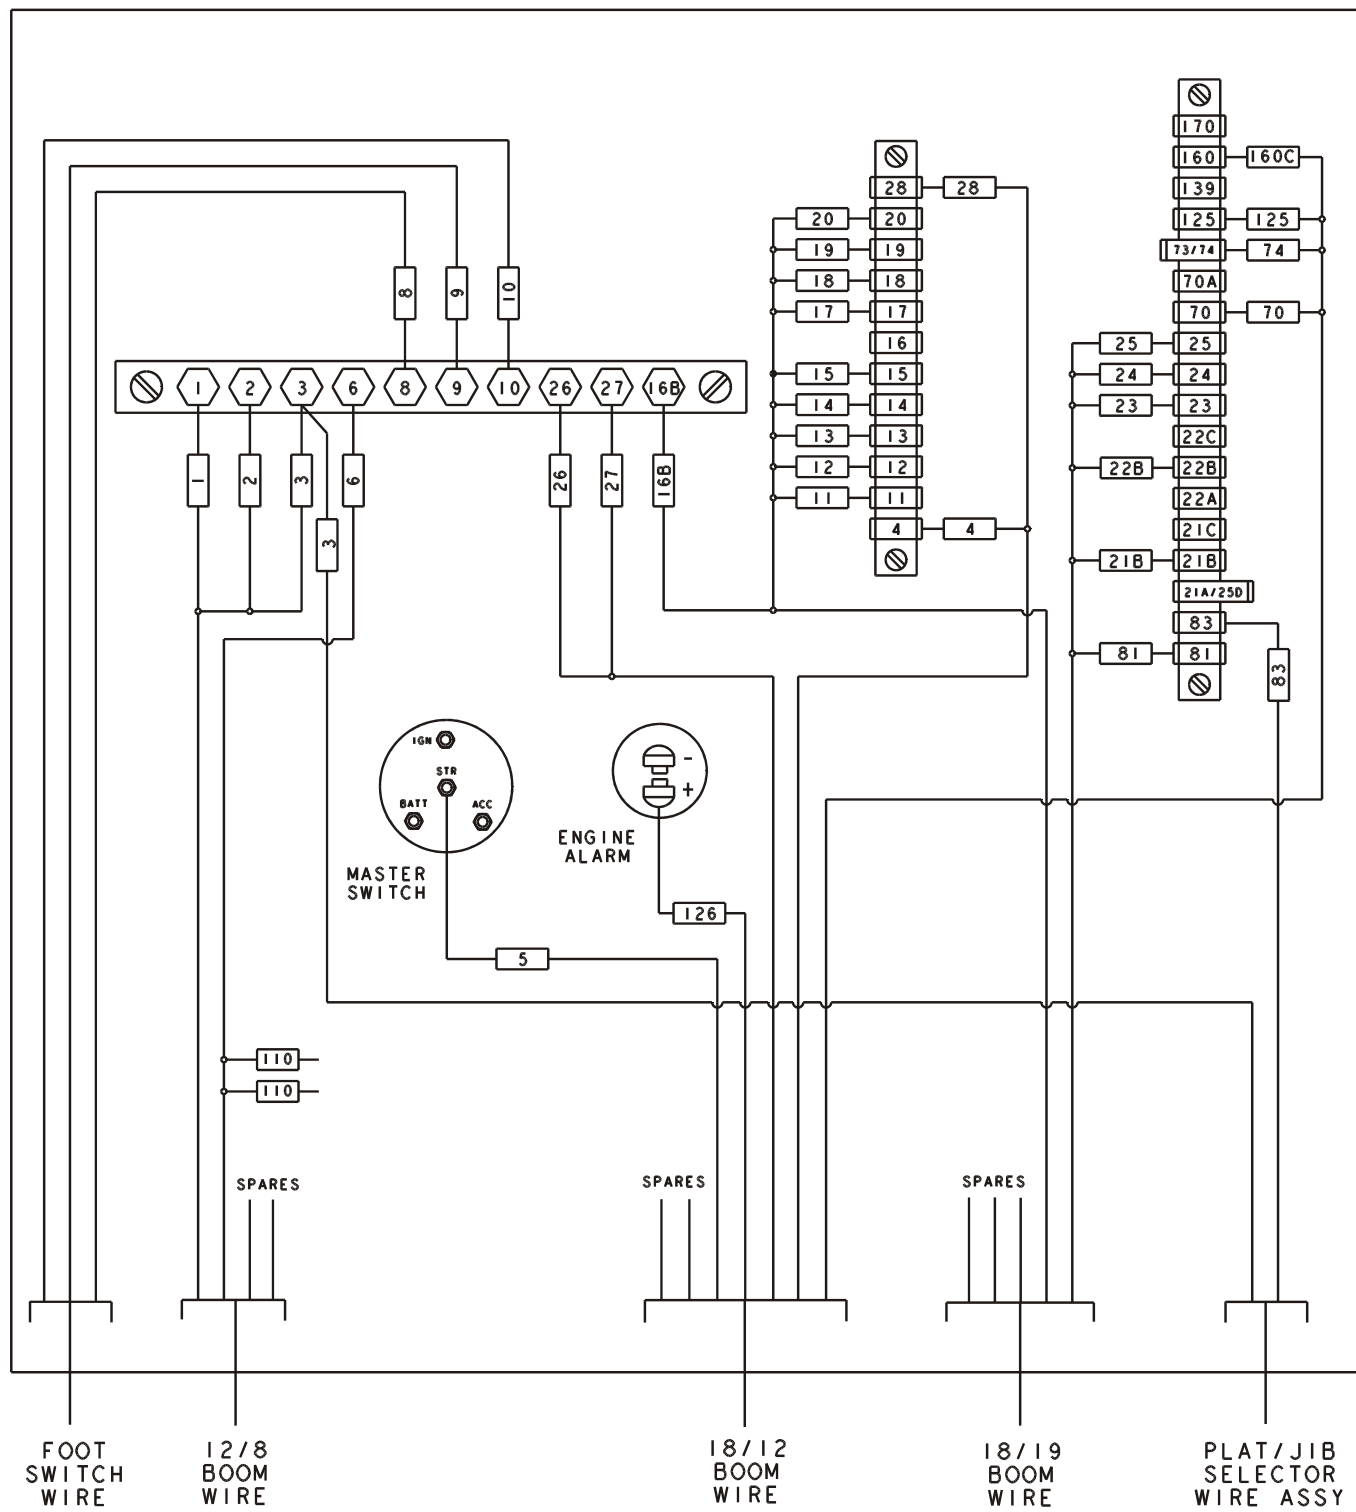 170
160 160C
139
125 125
73/74 74
70A
70 70
25 25
24 24
23 23
22C
22B 22B
22A
21C
21B 21B
21A/25D
83
81 81
83
28 28
20 20
19 19
18 18
17 17
16
15 15
14 14
13 13
12 12
11 11
4 4
8 9 10
1 2 3 6 8 9 10 26 27 16B
1 2 3 6 26 27 16B
3
IGN
STR
BATT ACC
MASTER
SWITCH
-
+
ENGINE
ALARM
126
5
110
110
SPARES
SPARES
SPARES
FOOT
SWITCH
WIRE
12/8
BOOM
WIRE
18/12
BOOM
WIRE
18/19
BOOM
WIRE
PLAT/JIB
SELECTOR
WIRE ASSY